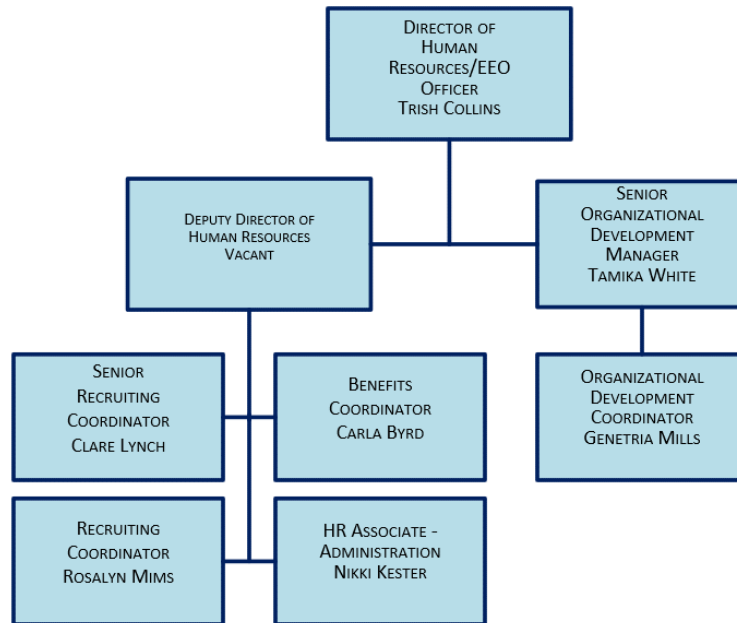 Director of
Human
Resources/EEO
Officer
Trish Collins
Deputy Director of
Human Resources
Vacant
Senior
Organizational
Development
Manager
Tamika White
Senior
Recruiting
Coordinator
Clare Lynch
Benefits
Coordinator
Carla Byrd
Organizational
Development
Coordinator
Genetria Mills
Recruiting
Coordinator
Rosalyn Mims
HR Associate -
Administration
Nikki Kester